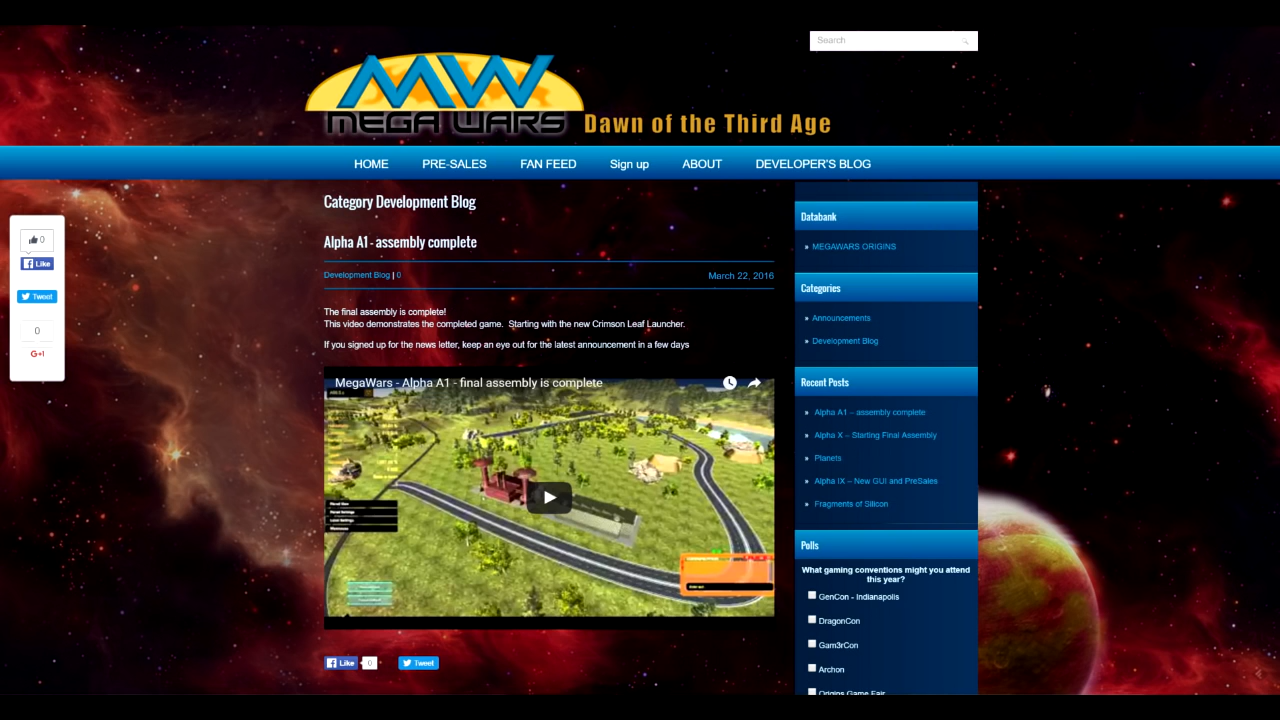 Search
MW
MEGA WARS
Dawn of the Third Age
HOME
PRE-SALES
FAN FEED
Sign up
ABOUT
DEVELOPER'S BLOG
0
Like
Tweet
0
G+1
Category Development Blog
Alpha A1 - assembly complete
Development Blog | 0
March 22, 2016
The final assembly is complete!
This video demonstrates the completed game. Starting with the new Crimson Leaf Launcher.
If you signed up for the news letter, keep an eye out for the latest announcement in a few days
MegaWars - Alpha A1 - final assembly is complete
Like
0
Tweet
Databank
» MEGAWARS ORIGINS
Categories
» Announcements
» Development Blog
Recent Posts
» Alpha A1 – assembly complete
» Alpha X – Starting Final Assembly
» Planets
» Alpha IX – New GUI and PreSales
» Fragments of Silicon
Polls
What gaming conventions might you attend
this year?
GenCon - Indianapolis
DragonCon
Gam3rCon
Archon
Origins Game Fair